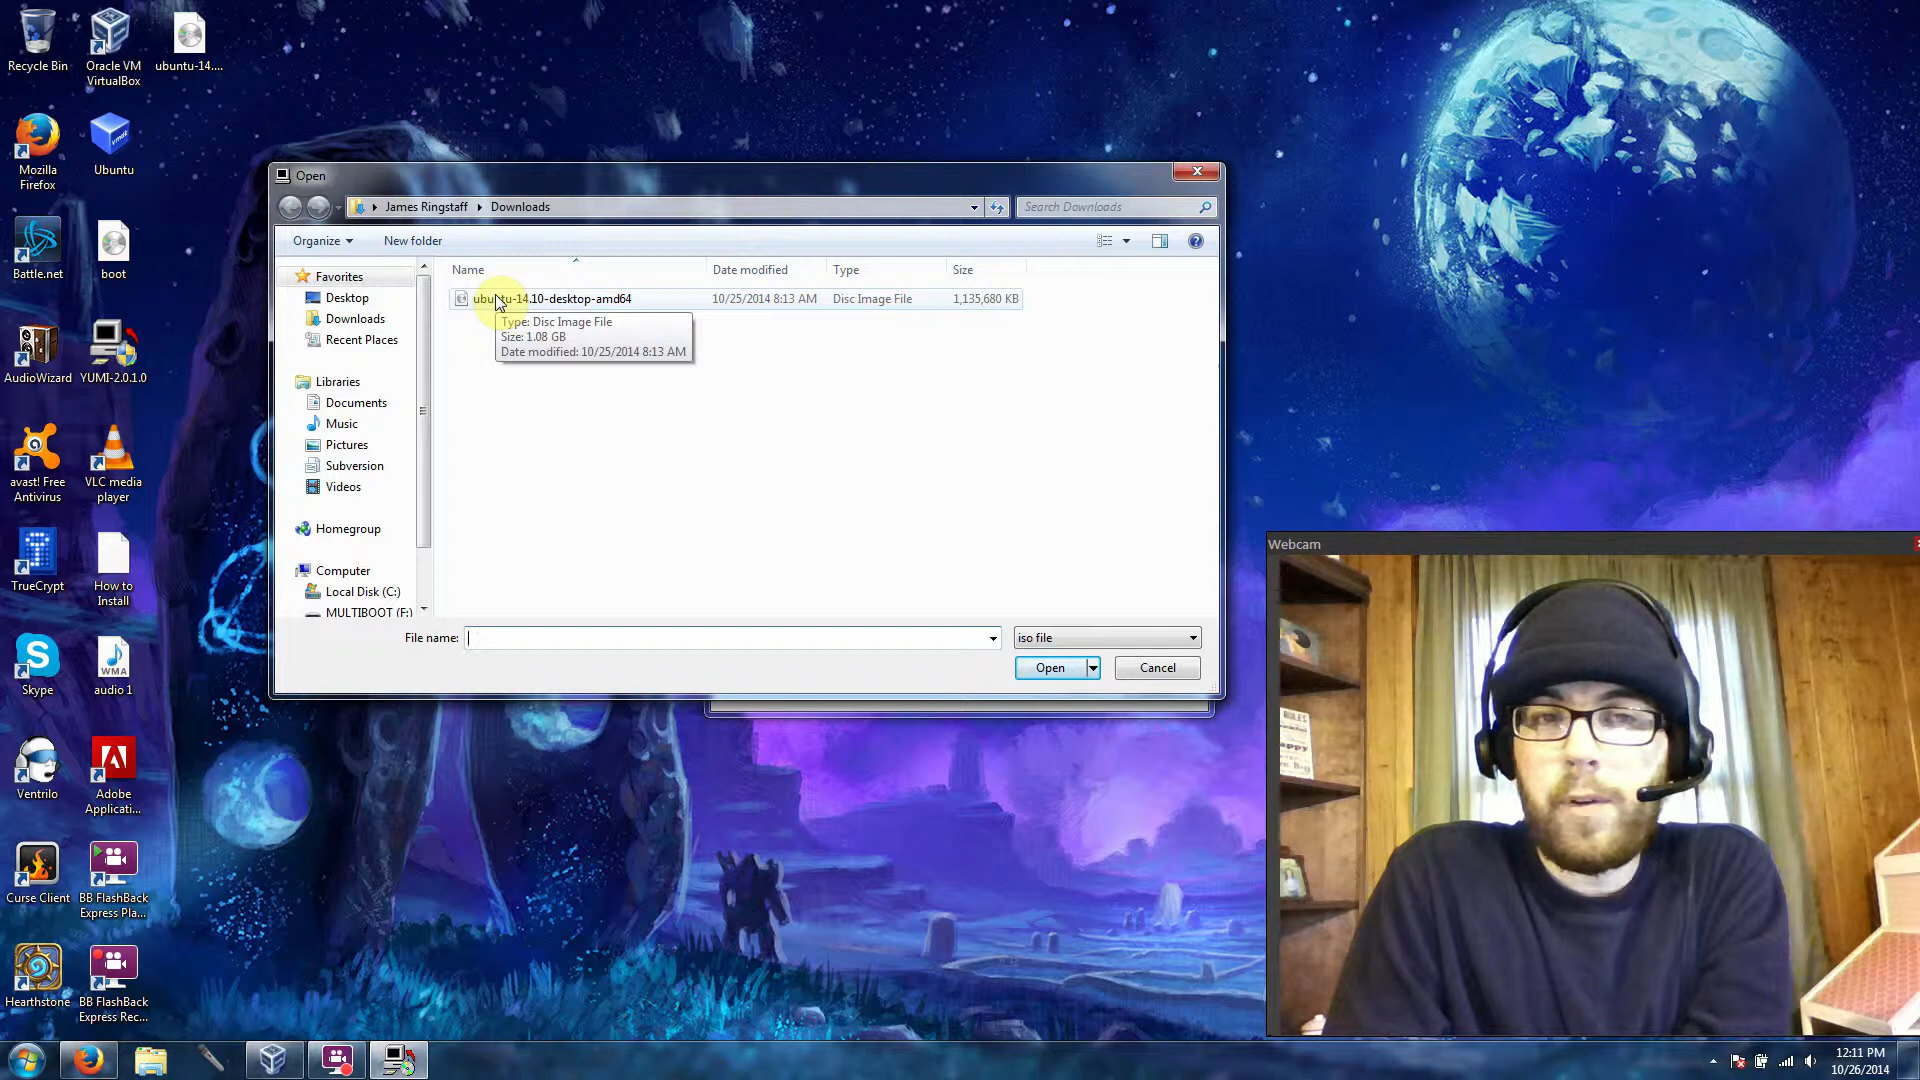 Recycle Bin
Oracle VM
VirtualBox
ubuntu-14....
Mozilla
Firefox
vmdk
Ubuntu
Battle.net
boot
AudioWizard
YUMI-2.0.1.0
avast! Free
Antivirus
VLC media
player
TrueCrypt
How to
Install
Skype
WMA
audio 1
Ventrilo
Adobe
Applicati...
Curse Client
BB FlashBack
Express Pla...
Hearthstone
BB FlashBack
Express Rec...
Open
James Ringstaff
Downloads
Search Downloads
Organize
New folder
Favorites
Desktop
Downloads
Recent Places
Libraries
Documents
Music
Pictures
Subversion
Videos
Homegroup
Computer
Local Disk (C:)
MULTIBOOT (F:)
Name
Date modified
Type
Size
ubuntu-14.10-desktop-amd64
10/25/2014 8:13 AM
Disc Image File
1,135,680 KB
Type: Disc Image File
Size: 1.08 GB
Date modified: 10/25/2014 8:13 AM
File name:
iso file
Open
Cancel
Webcam
RULES
12:11 PM
10/26/2014